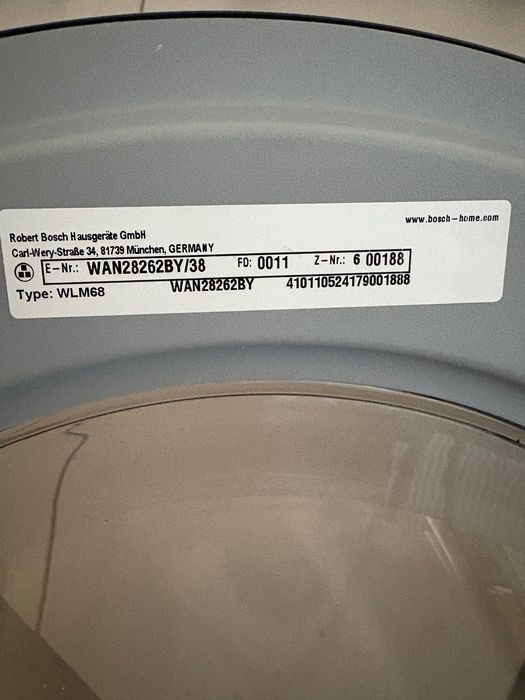 www.bosch-home.com
Robert Bosch Hausgeräte GmbH
Carl-Wery-Straße 34, 81739 München, GERMANY
E-Nr.: WAN28262BY/38 FD: 0011 Z-Nr.: 6 00188
Type: WLM68 WAN28262BY 410110524179001888